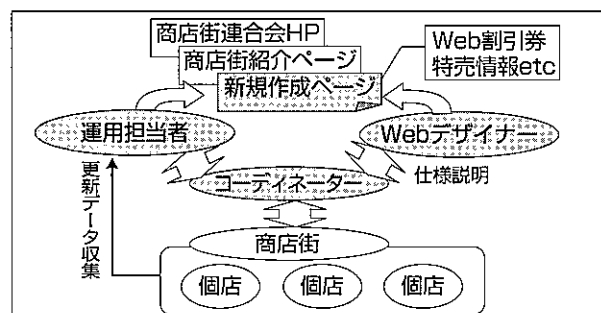 商店街連合会HP
商店街紹介ページ
新規作成ページ
Web割引券
特売情報etc
運用担当者
Webデザイナー
コーディネーター
仕様説明
更新データ収集
商店街
個店
個店
個店